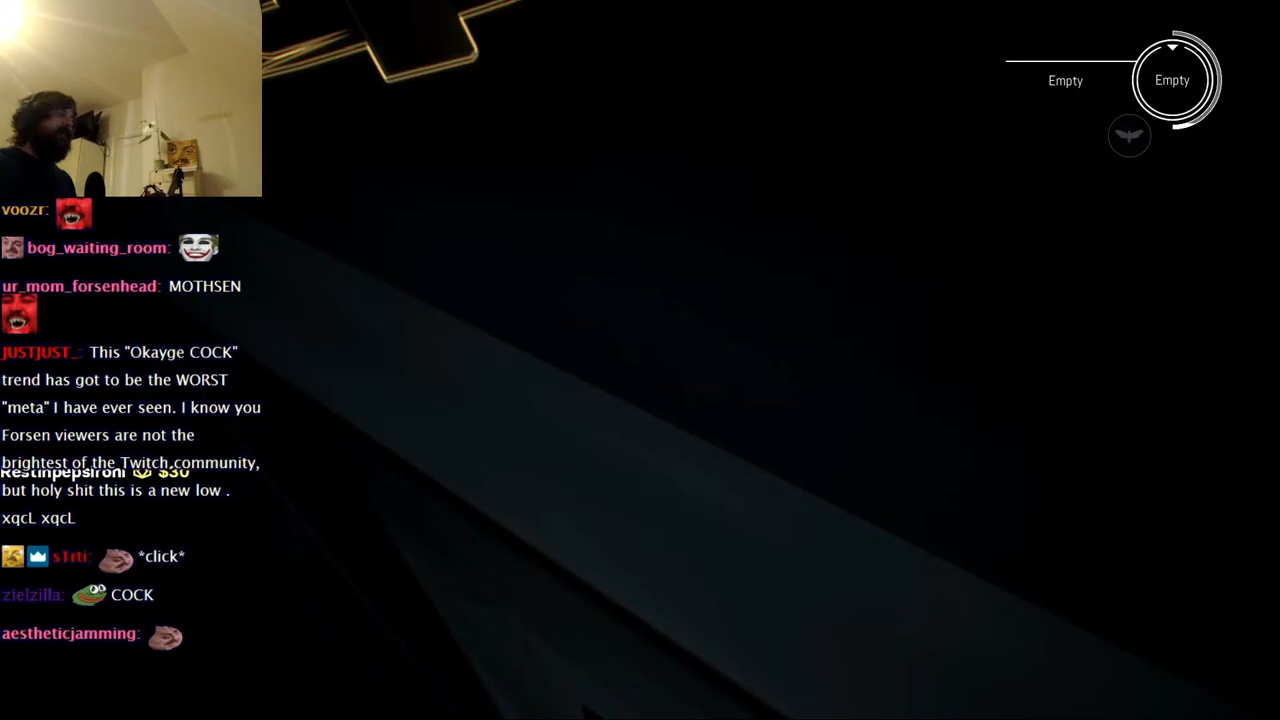 Empty
Empty
voozr:
bog_waiting_room:
ur_mom_forsenhead: MOTHSEN
JUSTJUST_: This "Okayge COCK"
trend has got to be the WORST
"meta" I have ever seen. I know you
Forsen viewers are not the
brightest of the Twitch community,
Restinpepsironi $30
but holy shit this is a new low .
xqcL xqcL
s1rti: *click*
zielzilla: COCK
aestheticjamming: